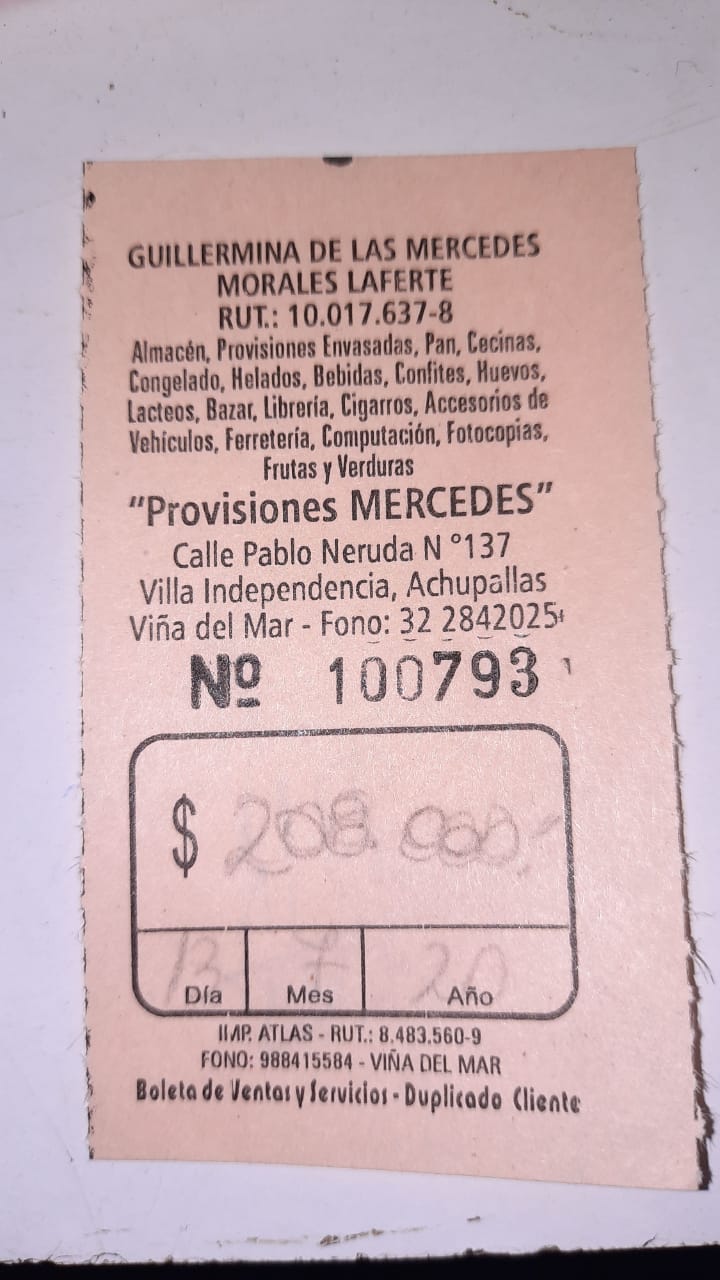 GUILLERMINA DE LAS MERCEDES
MORALES LAFERTE
RUT.: 10.017.637-8
Almacén, Provisiones Envasadas, Pan, Cecinas,
Congelado, Helados, Bebidas, Confites, Huevos,
Lacteos, Bazar, Librería, Cigarros, Accesorios de
Vehículos, Ferretería, Computación, Fotocopias,
Frutas y Verduras
"Provisiones MERCEDES"
Calle Pablo Neruda N °137
Villa Independencia, Achupallas
Viña del Mar - Fono: 32 2842025
Nº 100793
$ 208.000.-
13 7 20
Día Mes Año
IMP. ATLAS - RUT.: 8.483.560-9
FONO: 988415584 - VIÑA DEL MAR
Boleta de Ventas y Servicios - Duplicado Cliente